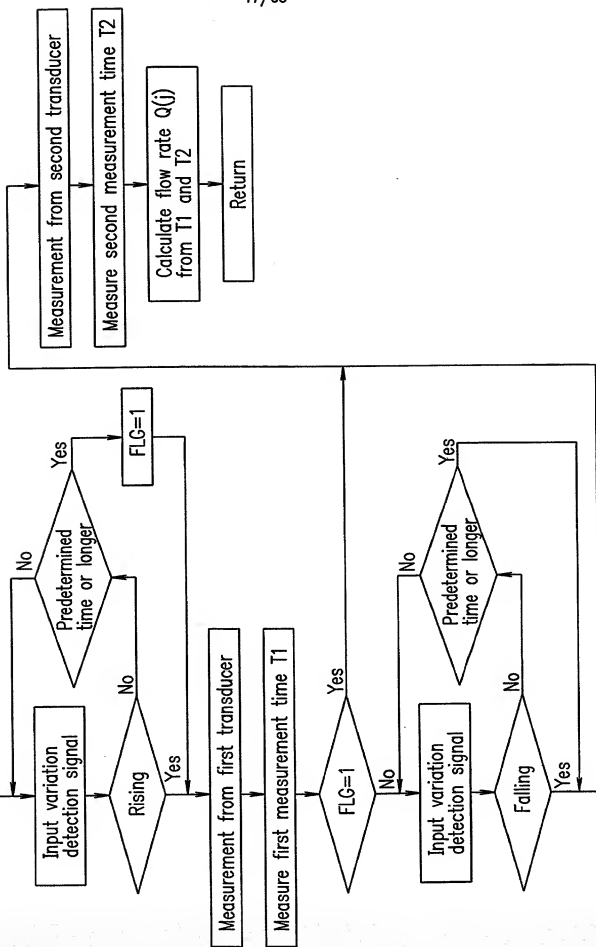 Input variation
detection signal
Rising
No
Yes
Predetermined
time or longer
No
Yes
FLG=1
Measurement from first transducer
Measure first measurement time T1
FLG=1
Yes
No
Input variation
detection signal
Falling
No
Yes
Predetermined
time or longer
No
Yes
Measurement from second transducer
Measure second measurement time T2
Calculate flow rate Q(j)
from T1 and T2
Return